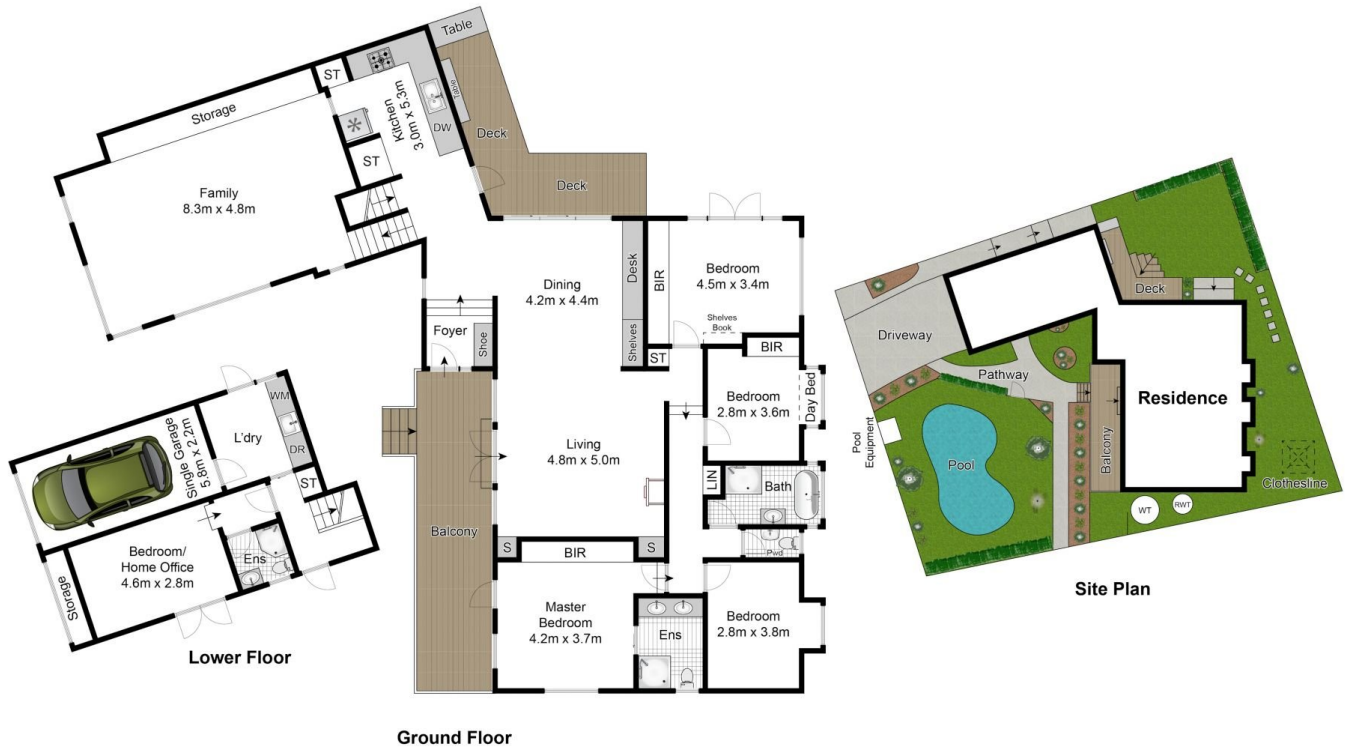 Table
ST
Storage
Kitchen
3.0m x 5.3m
Table
DW
Deck
ST
Family
8.3m x 4.8m
Deck
Dining
4.2m x 4.4m
Desk
Shelves
BIR
Bedroom
4.5m x 3.4m
Shelves
Book
Foyer
Shoe
ST
BIR
Bedroom
2.8m x 3.6m
Day Bed
Living
4.8m x 5.0m
LIN
Bath
Balcony
S
BIR
S
Pwd
Master
Bedroom
4.2m x 3.7m
Ens
Bedroom
2.8m x 3.8m
Ground Floor
WM
L'dry
DR
Single Garage
5.8m x 2.2m
ST
Bedroom/
Home Office
4.6m x 2.8m
Ens
Storage
Lower Floor
Deck
Driveway
Pathway
Residence
Pool
Equipment
Pool
Balcony
Clothesline
WT
RWT
Site Plan